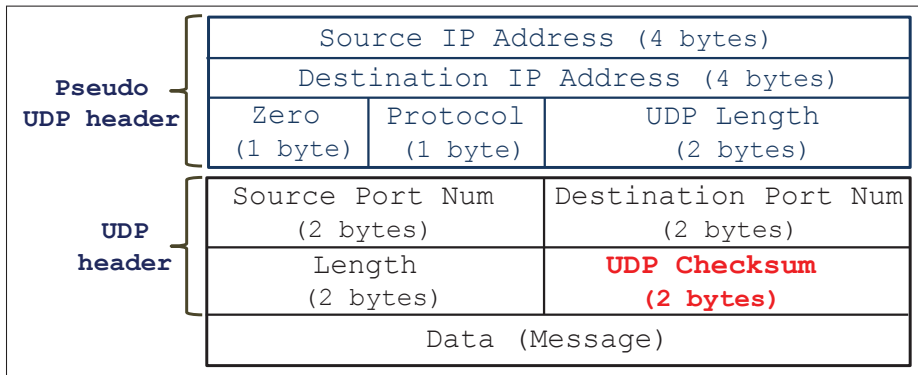 Source IP Address (4 bytes)
Destination IP Address (4 bytes)
Pseudo
UDP header
Zero
(1 byte)
Protocol
(1 byte)
UDP Length
(2 bytes)
UDP
header
Source Port Num
(2 bytes)
Destination Port Num
(2 bytes)
Length
(2 bytes)
UDP Checksum
(2 bytes)
Data (Message)